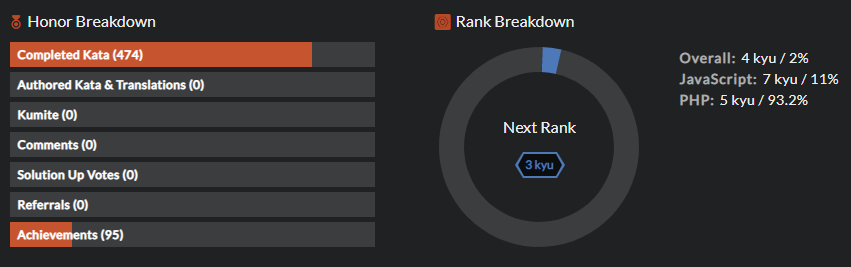 Honor Breakdown
Completed Kata (474)
Authored Kata & Translations (0)
Kumite (0)
Comments (0)
Solution Up Votes (0)
Referrals (0)
Achievements (95)
Rank Breakdown
Next Rank
3 kyu
Overall: 4 kyu / 2%
JavaScript: 7 kyu / 11%
PHP: 5 kyu / 93.2%